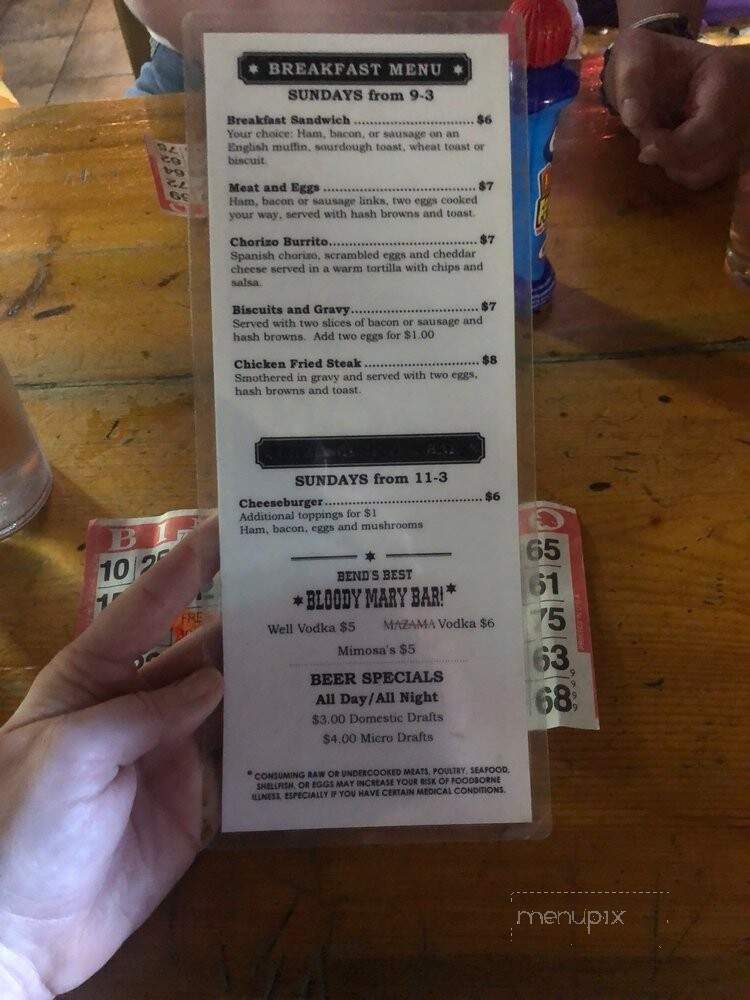 * BREAKFAST MENU *
SUNDAYS from 9-3
Breakfast Sandwich ............................ $6
Your choice: Ham, bacon, or sausage on an
English muffin, sourdough toast, wheat toast or
biscuit.
Meat and Eggs ................................... $7
Ham, bacon or sausage links, two eggs cooked
your way, served with hash browns and toast.
Chorizo Burrito.................................. $7
Spanish chorizo, scrambled eggs and cheddar
cheese served in a warm tortilla with chips and
salsa.
Biscuits and Gravy............................. $7
Served with two slices of bacon or sausage and
hash browns. Add two eggs for $1.00
Chicken Fried Steak .......................... $8
Smothered in gravy and served with two eggs,
hash browns and toast.
SUNDAYS from 11-3
Cheeseburger.................................... $6
Additional toppings for $1
Ham, bacon, eggs and mushrooms
BEND'S BEST
*BLOODY MARY BAR!*
Well Vodka $5 MAZAMA Vodka $6
Mimosa's $5
BEER SPECIALS
All Day/All Night
$3.00 Domestic Drafts
$4.00 Micro Drafts
* CONSUMING RAW OR UNDERCOOKED MEATS, POULTRY, SEAFOOD,
SHELLFISH, OR EGGS MAY INCREASE YOUR RISK OF FOODBORNE
ILLNESS, ESPECIALLY IF YOU HAVE CERTAIN MEDICAL CONDITIONS.
B I O
10 65
61
75
63
68
menupix